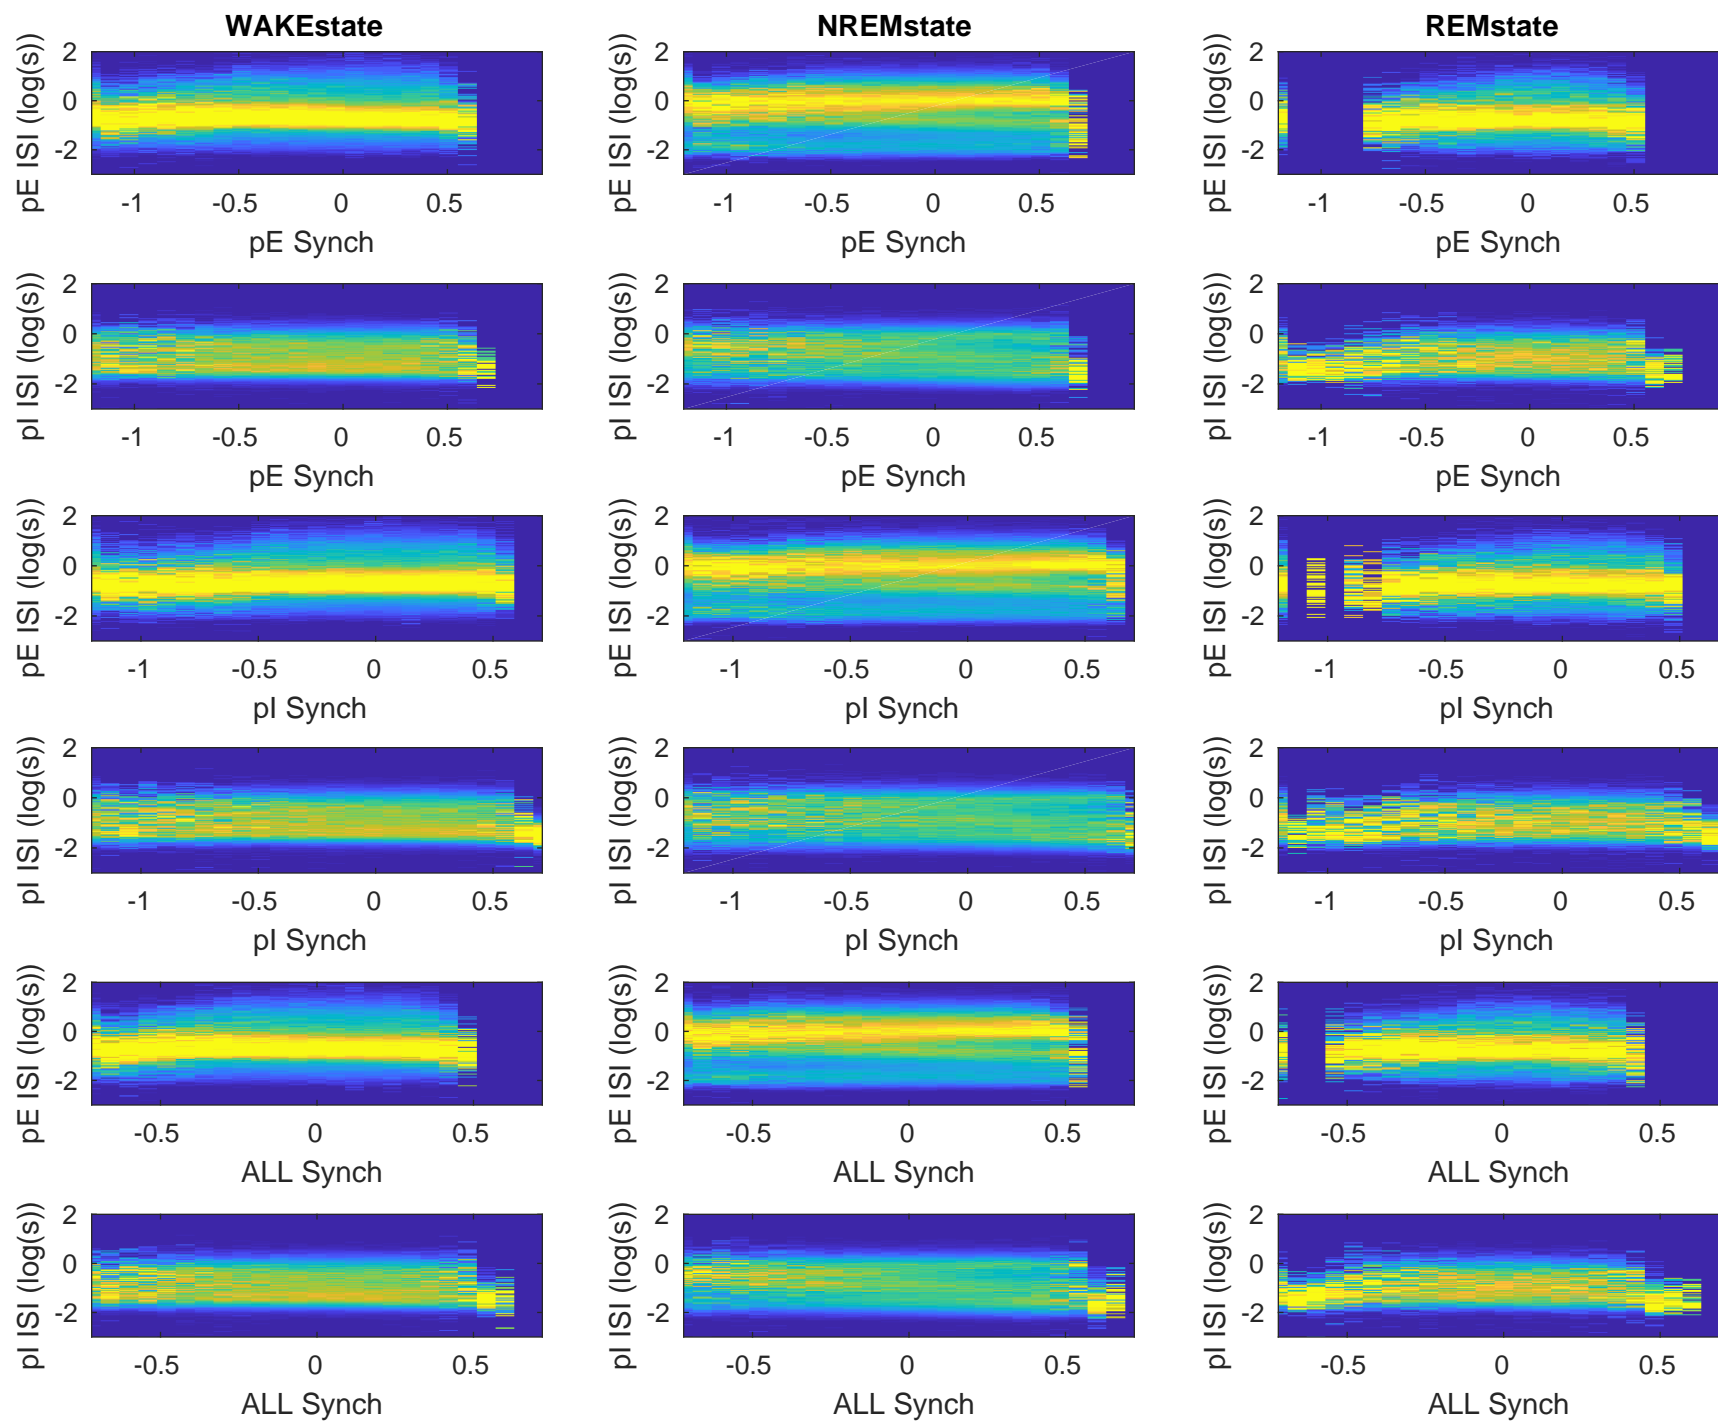 WAKEstate NREMstate REMstate
pE ISI (log(s)) 2 0 -2 pE ISI (log(s)) 2 0 -2 pE ISI (log(s)) 2 0 -2
-1 -0.5 0 0.5 -1 -0.5 0 0.5 -1 -0.5 0 0.5
pE Synch pE Synch pE Synch
pI ISI (log(s)) 2 0 -2 pI ISI (log(s)) 2 0 -2 pI ISI (log(s)) 2 0 -2
-1 -0.5 0 0.5 -1 -0.5 0 0.5 -1 -0.5 0 0.5
pE Synch pE Synch pE Synch
pE ISI (log(s)) 2 0 -2 pE ISI (log(s)) 2 0 -2 pE ISI (log(s)) 2 0 -2
-1 -0.5 0 0.5 -1 -0.5 0 0.5 -1 -0.5 0 0.5
pI Synch pI Synch pI Synch
pI ISI (log(s)) 2 0 -2 pI ISI (log(s)) 2 0 -2 pI ISI (log(s)) 2 0 -2
-1 -0.5 0 0.5 -1 -0.5 0 0.5 -1 -0.5 0 0.5
pI Synch pI Synch pI Synch
pE ISI (log(s)) 2 0 -2 pE ISI (log(s)) 2 0 -2 pE ISI (log(s)) 2 0 -2
-0.5 0 0.5 -0.5 0 0.5 -0.5 0 0.5
ALL Synch ALL Synch ALL Synch
pI ISI (log(s)) 2 0 -2 pI ISI (log(s)) 2 0 -2 pI ISI (log(s)) 2 0 -2
-0.5 0 0.5 -0.5 0 0.5 -0.5 0 0.5
ALL Synch ALL Synch ALL Synch